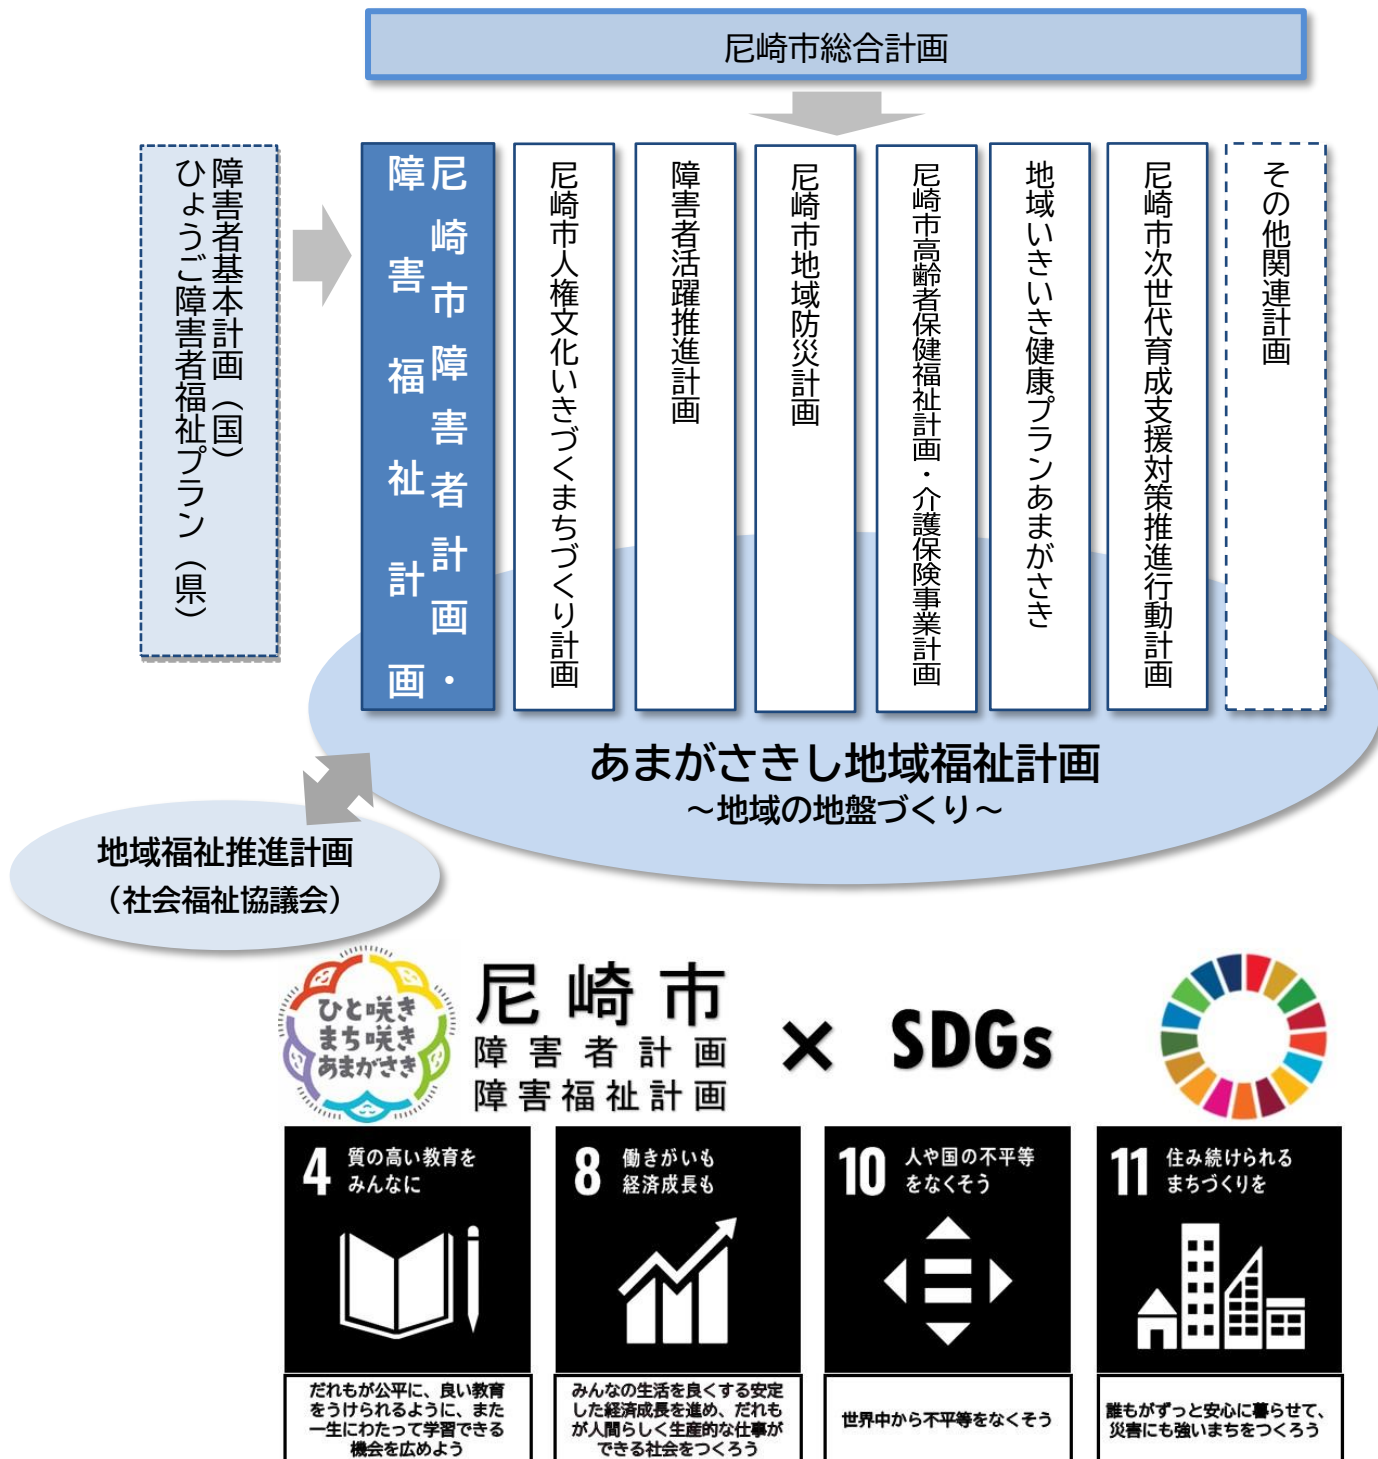 尼崎市総合計画
障害者基本計画（国）
ひょうご障害者福祉プラン（県）
尼崎市障害者計画・
障害福祉計画
尼崎市人権文化いきづくまちづくり計画
障害者活躍推進計画
尼崎市地域防災計画
尼崎市高齢者保健福祉計画・介護保険事業計画
地域いきいき健康プランあまがさき
尼崎市次世代育成支援対策推進行動計画
その他関連計画
あまがさきし地域福祉計画
～地域の地盤づくり～
地域福祉推進計画
（社会福祉協議会）
ひと咲き
まち咲き
あまがさき
尼崎市
障害者計画
障害福祉計画
×
SDGs
4 質の高い教育を
みんなに
だれもが公平に、良い教育
をうけられるように、また
一生にわたって学習できる
機会を広めよう
8 働きがいも
経済成長も
みんなの生活を良くする安定
した経済成長を進め、だれも
が人間らしく生産的な仕事が
できる社会をつくろう
10 人や国の不平等
をなくそう
世界中から不平等をなくそう
11 住み続けられる
まちづくりを
誰もがずっと安心に暮らせて、
災害にも強いまちをつくろう